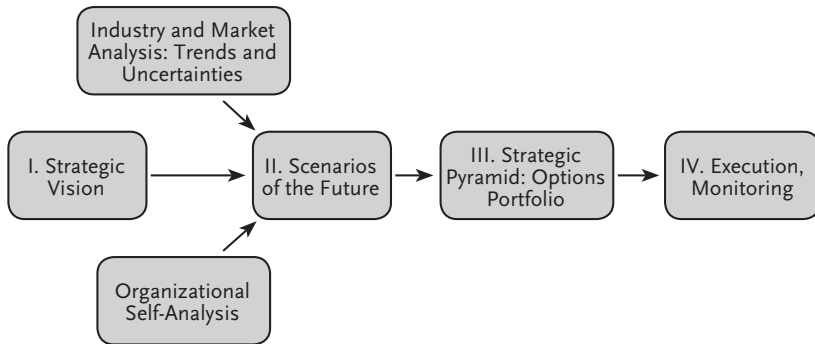 Industry and Market
Analysis: Trends and
Uncertainties
I. Strategic
Vision
II. Scenarios
of the Future
III. Strategic
Pyramid: Options
Portfolio
IV. Execution,
Monitoring
Organizational
Self-Analysis